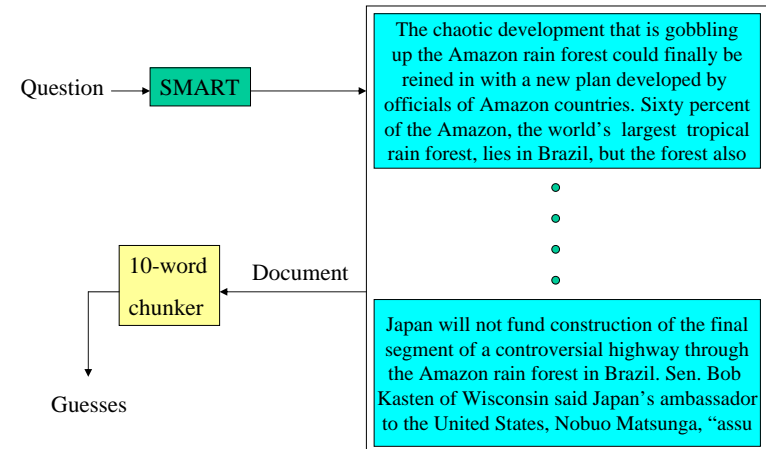 Question
SMART
The chaotic development that is gobbling
up the Amazon rain forest could finally be
reined in with a new plan developed by
officials of Amazon countries. Sixty percent
of the Amazon, the world's largest tropical
rain forest, lies in Brazil, but the forest also
10-word
chunker
Document
Guesses
Japan will not fund construction of the final
segment of a controversial highway through
the Amazon rain forest in Brazil. Sen. Bob
Kasten of Wisconsin said Japan's ambassador
to the United States, Nobuo Matsunga, “assu